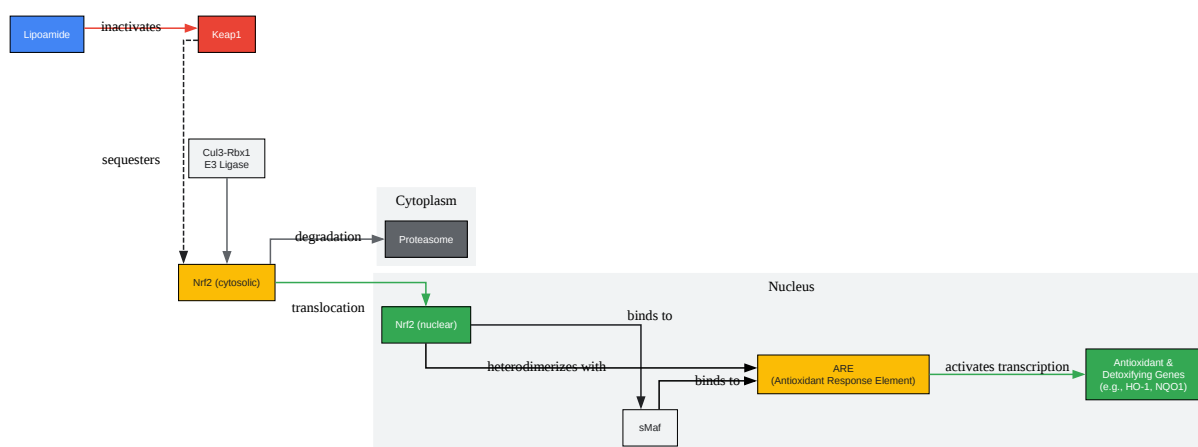 Lipoamide
inactivates
Keap1
sequesters
Cul3-Rbx1
E3 Ligase
Cytoplasm
degradation
Proteasome
Nrf2 (cytosolic)
translocation
Nucleus
Nrf2 (nuclear)
binds to
heterodimerizes with
binds to
ARE
(Antioxidant Response Element)
activates transcription
Antioxidant &
Detoxifying Genes
(e.g., HO-1, NQO1)
sMaf